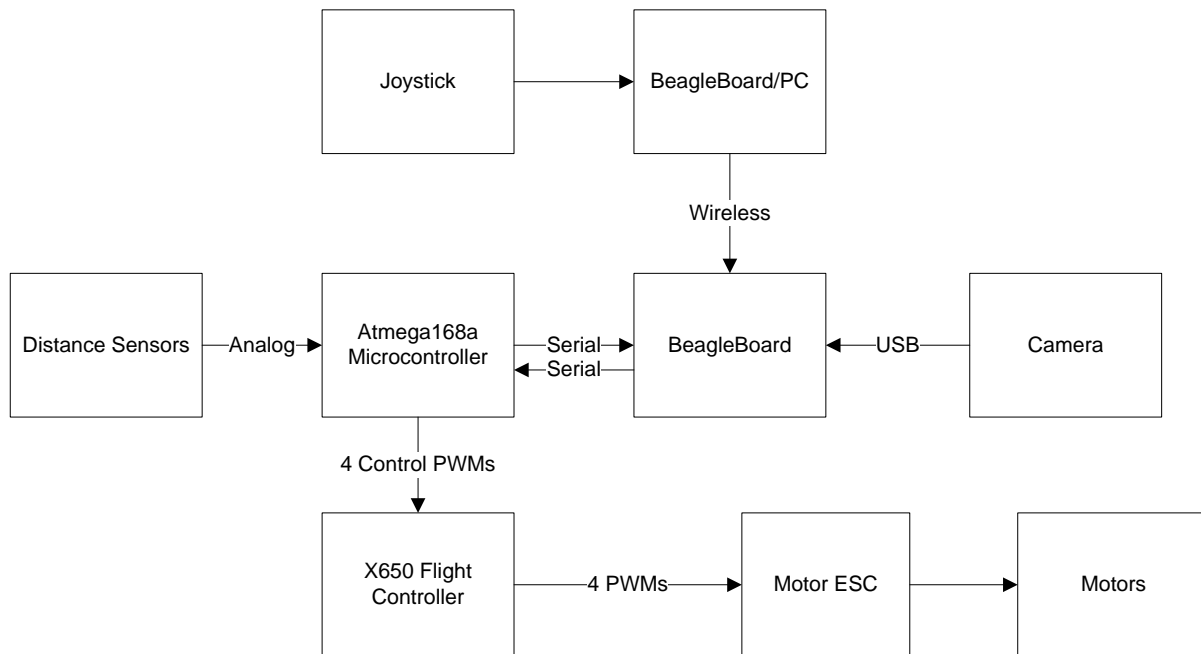 Joystick
BeagleBoard/PC
Wireless
Distance Sensors
Analog
Atmega168a
Microcontroller
Serial
Serial
BeagleBoard
USB
Camera
4 Control PWMs
X650 Flight
Controller
4 PWMs
Motor ESC
Motors